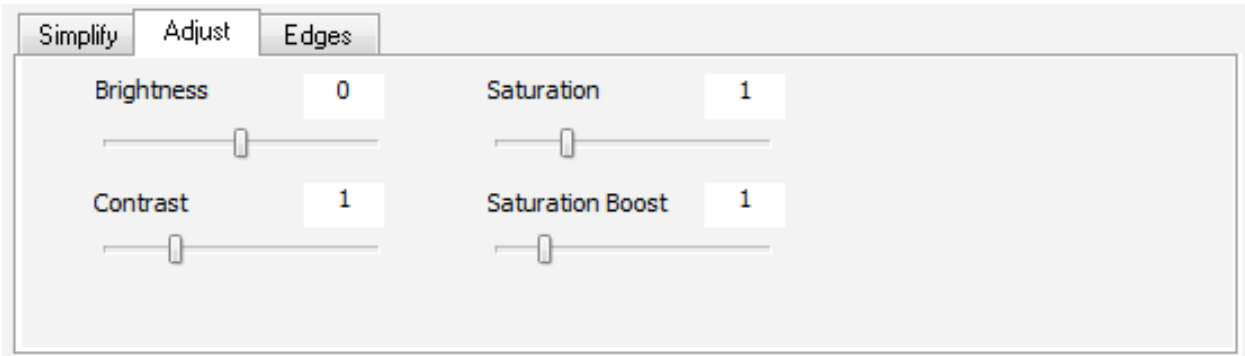 Simplify Adjust Edges
Brightness 0 Saturation 1
Contrast 1 Saturation Boost 1